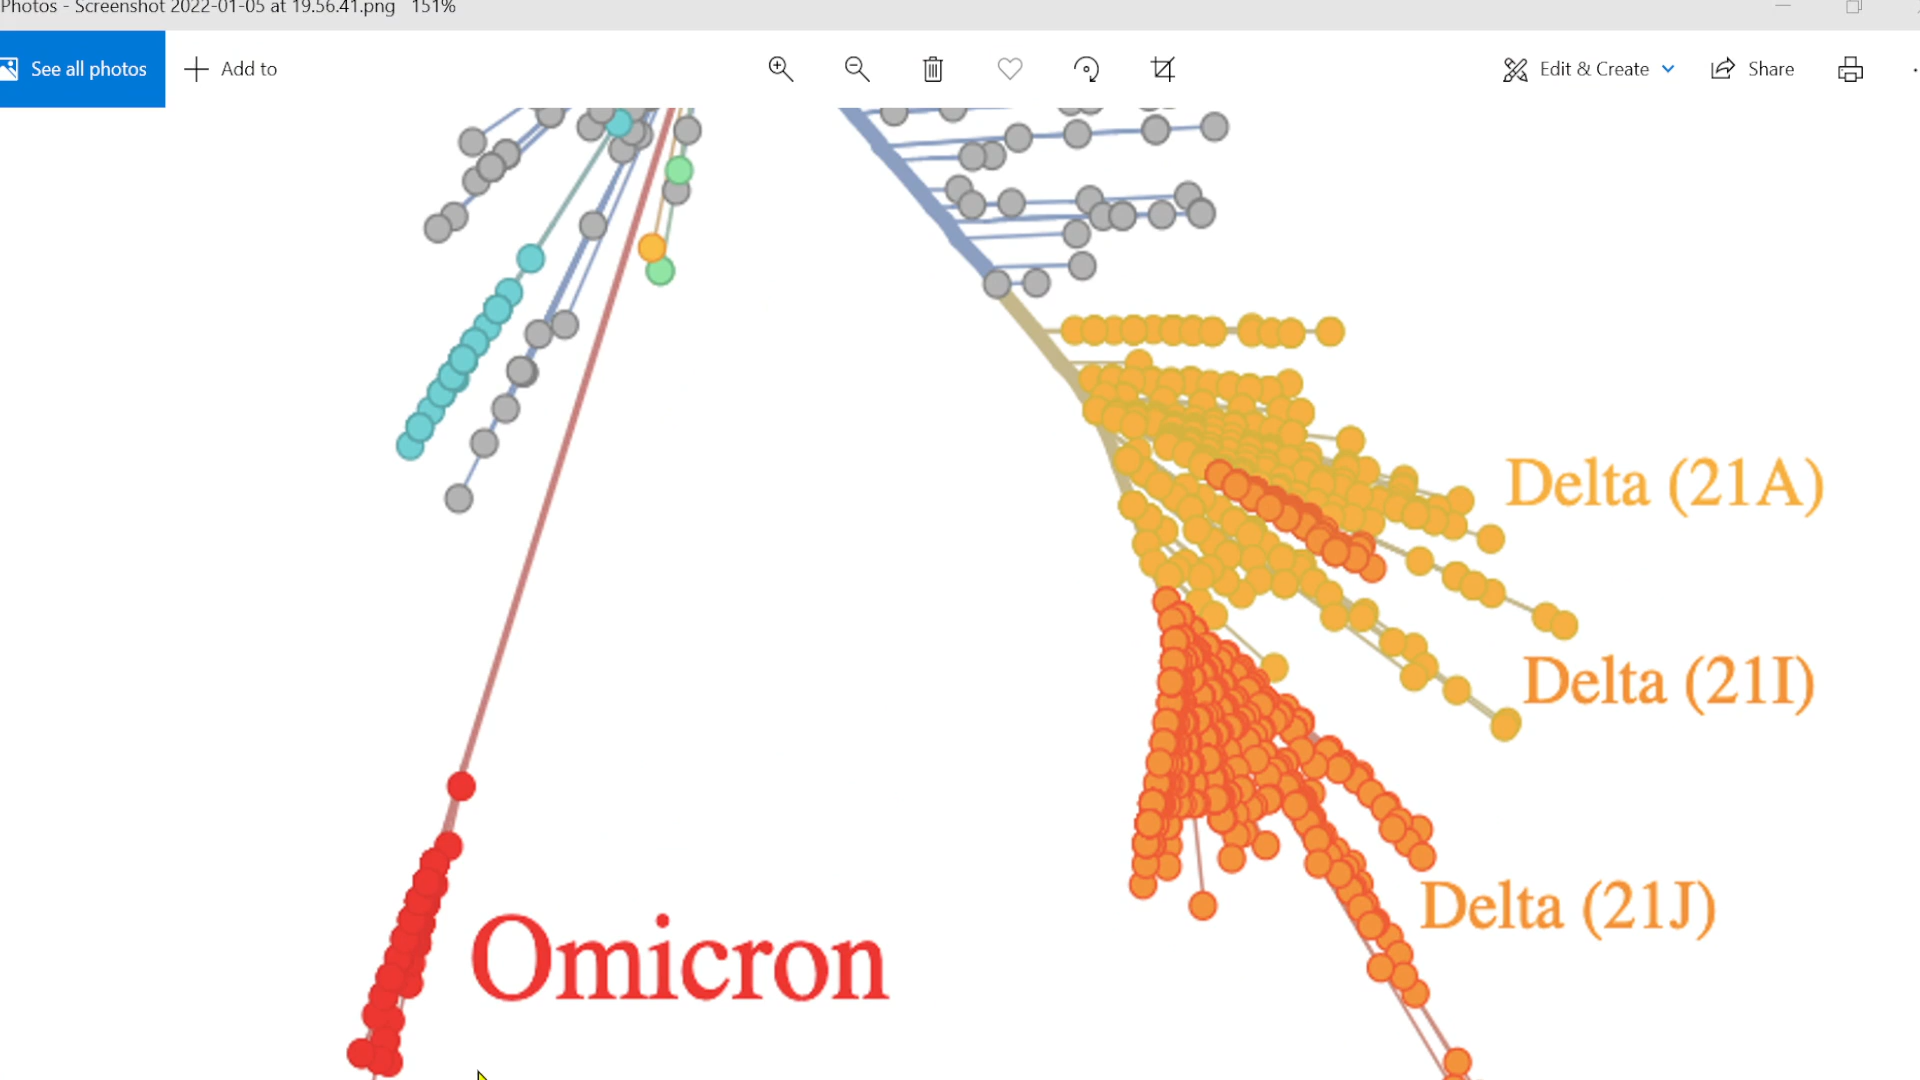 Photos - Screenshot 2022-01-05 at 19.56.41.png 151%
See all photos
Add to
Edit & Create
Share
Delta (21A)
Delta (21I)
Delta (21J)
Omicron